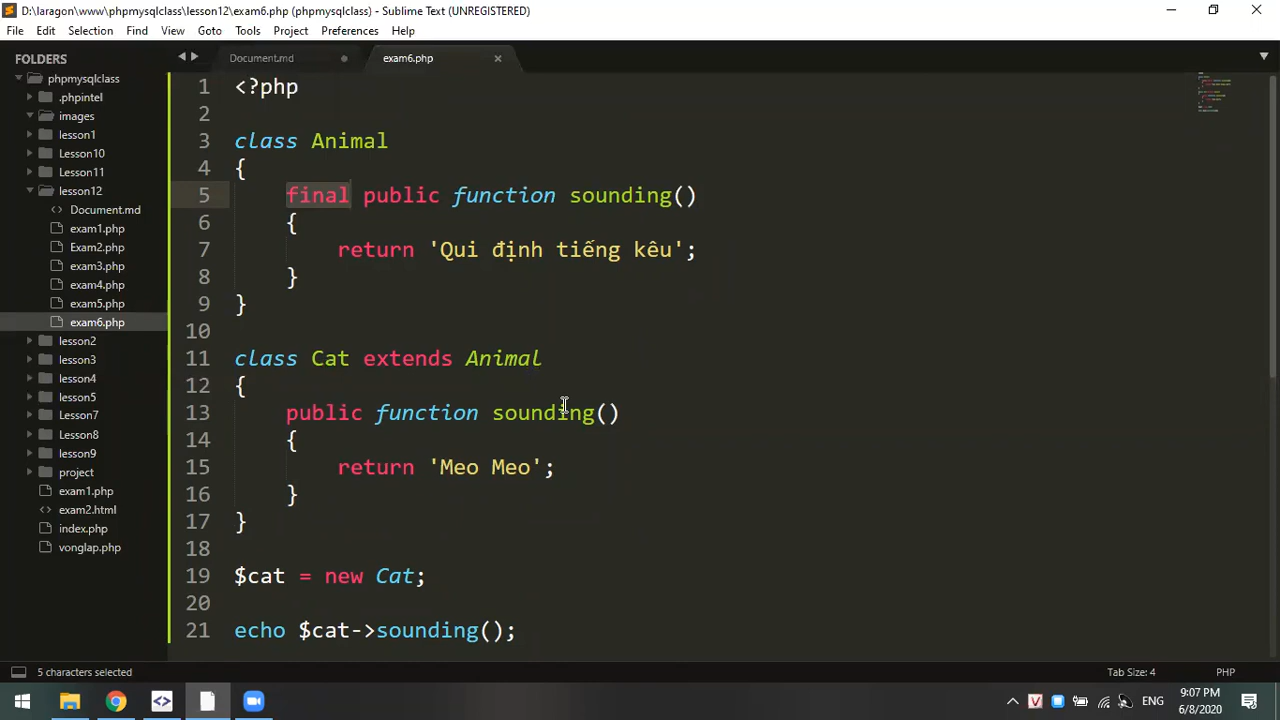 D:\laragon\www\phpmysqlclass\lesson12\exam6.php (phpmysqlclass) - Sublime Text (UNREGISTERED)
File Edit Selection Find View Goto Tools Project Preferences Help
FOLDERS
phpmysqlclass
.phpintel
images
lesson1
Lesson10
Lesson11
lesson12
Document.md
exam1.php
Exam2.php
exam3.php
exam4.php
exam5.php
exam6.php
lesson2
lesson3
lesson4
lesson5
Lesson7
Lesson8
lesson9
project
exam1.php
exam2.html
index.php
vonglap.php
Document.md exam6.php
1 <?php
2
3 class Animal
4 {
5 final public function sounding()
6 {
7 return 'Qui định tiếng kêu';
8 }
9 }
10
11 class Cat extends Animal
12 {
13 public function sounding()
14 {
15 return 'Meo Meo';
16 }
17 }
18
19 $cat = new Cat;
20
21 echo $cat->sounding();
5 characters selected Tab Size: 4 PHP
V ENG 9:07 PM
6/8/2020